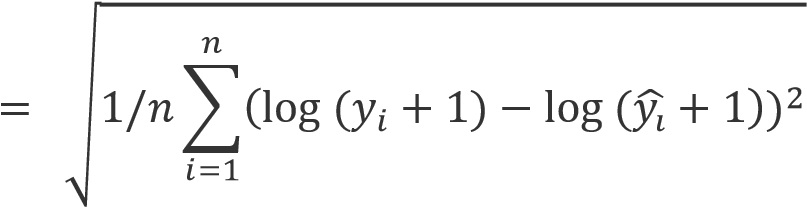 = √(1/n ∑_{i=1}^{n} (log (y_i + 1) − log (ŷ_i + 1))²)